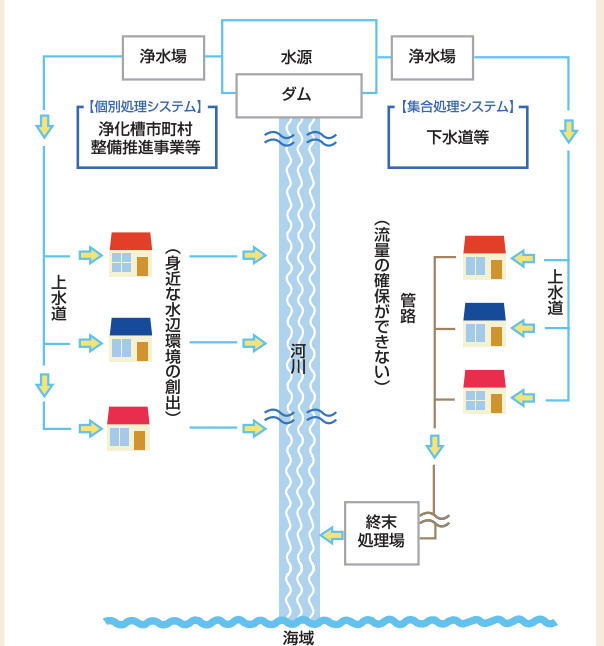 浄水場
水源
浄水場
ダム
【個別処理システム】
浄化槽市町村
整備推進事業等
【集合処理システム】
下水道等
上水道
（身近な水辺環境の創出）
河川
（流量の確保ができない）
管路
上水道
終末
処理場
海域